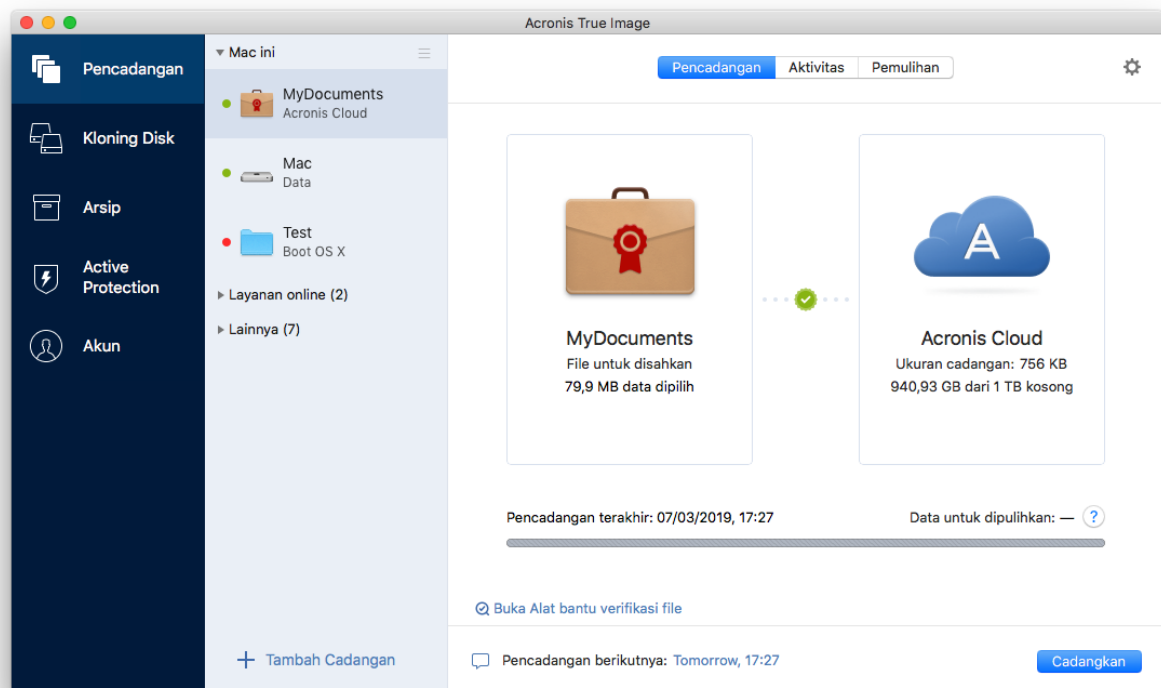 Acronis True Image
Pencadangan
Kloning Disk
Arsip
Active
Protection
Akun
Mac ini
MyDocuments
Acronis Cloud
Mac
Data
Test
Boot OS X
Layanan online (2)
Lainnya (7)
Tambah Cadangan
Pencadangan Aktivitas Pemulihan
MyDocuments
File untuk disahkan
79,9 MB data dipilih
Acronis Cloud
Ukuran cadangan: 756 KB
940,93 GB dari 1 TB kosong
Pencadangan terakhir: 07/03/2019, 17:27
Data untuk dipulihkan: — ?
Buka Alat bantu verifikasi file
Pencadangan berikutnya: Tomorrow, 17:27
Cadangkan